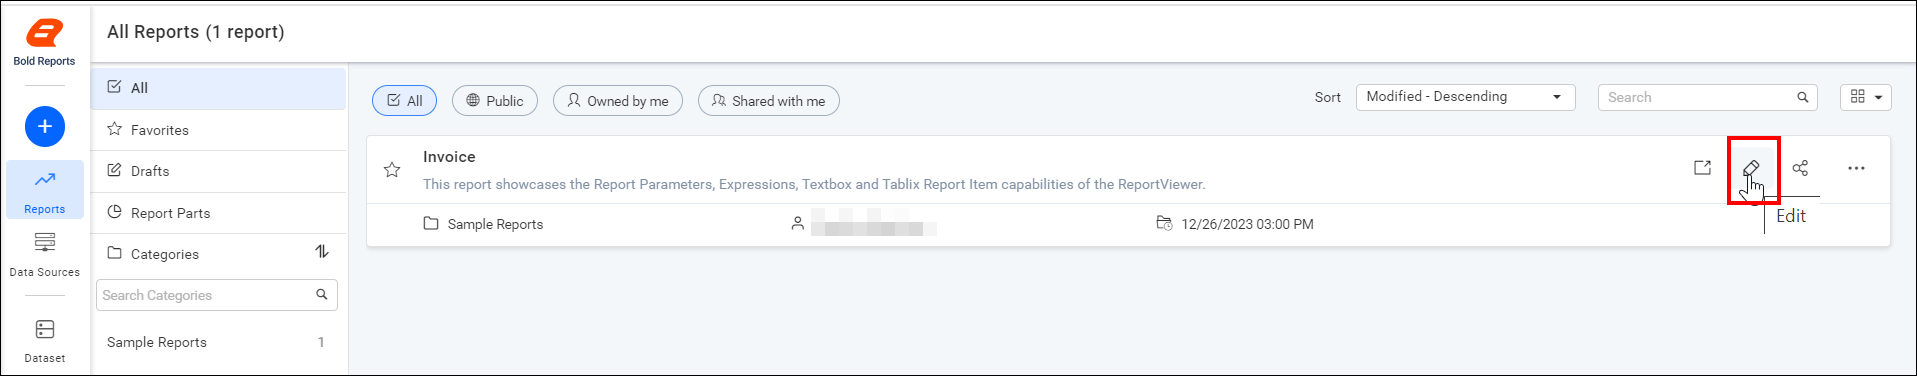 All Reports (1 report)
Bold Reports
Reports
Data Sources
Dataset
All
Favorites
Drafts
Report Parts
Categories
Search Categories
Sample Reports 1
All Public Owned by me Shared with me
Sort Modified - Descending Search
Invoice
This report showcases the Report Parameters, Expressions, Textbox and Tablix Report Item capabilities of the ReportViewer.
Edit
Sample Reports 12/26/2023 03:00 PM